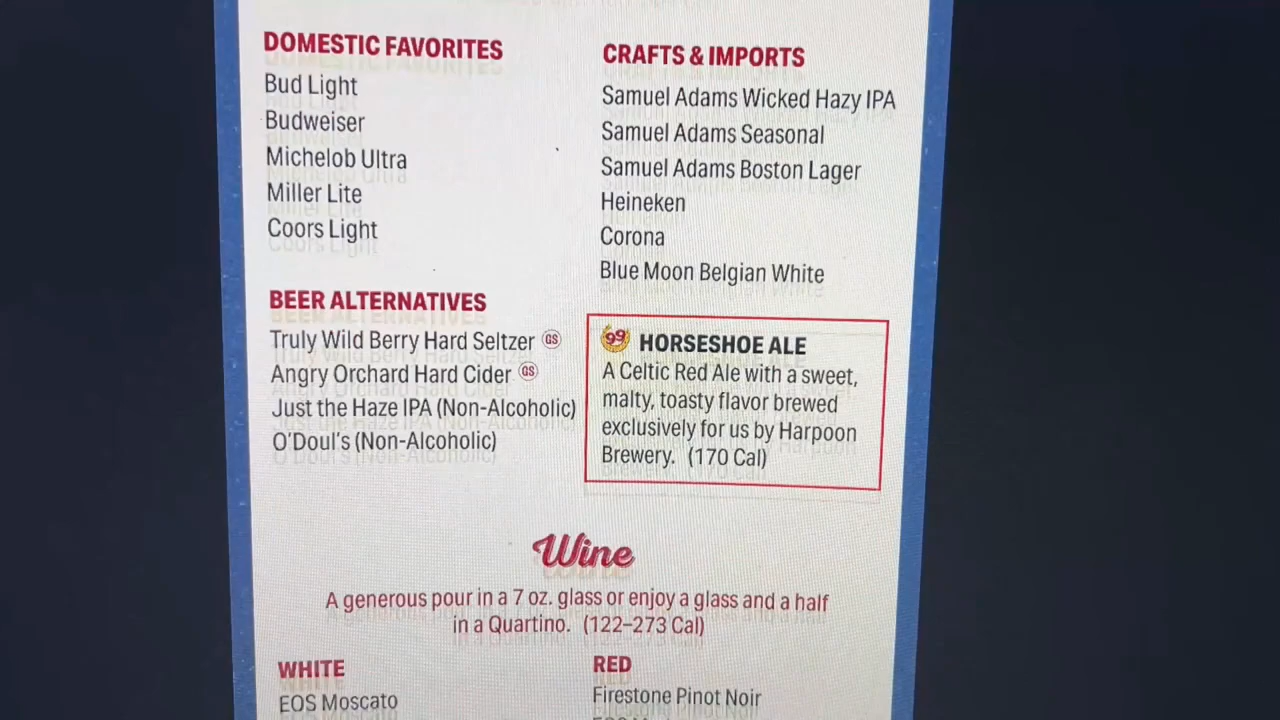 DOMESTIC FAVORITES
Bud Light
Budweiser
Michelob Ultra
Miller Lite
Coors Light
BEER ALTERNATIVES
Truly Wild Berry Hard Seltzer GS
Angry Orchard Hard Cider GS
Just the Haze IPA (Non-Alcoholic)
O'Doul's (Non-Alcoholic)
CRAFTS & IMPORTS
Samuel Adams Wicked Hazy IPA
Samuel Adams Seasonal
Samuel Adams Boston Lager
Heineken
Corona
Blue Moon Belgian White
99 HORSESHOE ALE
A Celtic Red Ale with a sweet,
malty, toasty flavor brewed
exclusively for us by Harpoon
Brewery. (170 Cal)
Wine
A generous pour in a 7 oz. glass or enjoy a glass and a half
in a Quartino. (122–273 Cal)
WHITE
EOS Moscato
RED
Firestone Pinot Noir